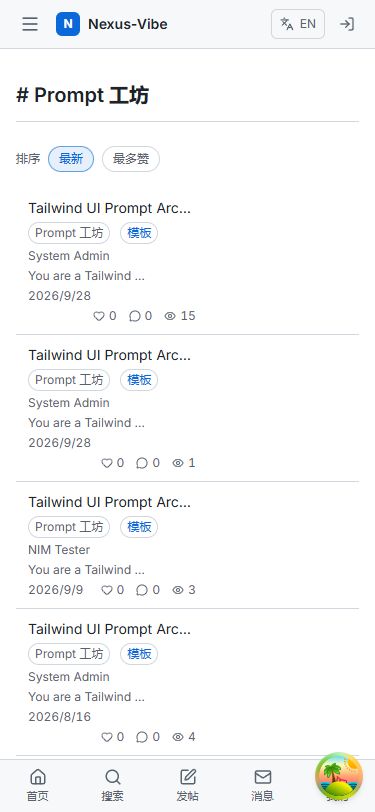 N Nexus-Vibe EN
# Prompt 工坊
排序 最新 最多赞
Tailwind UI Prompt Arc...
Prompt 工坊 模板
System Admin
You are a Tailwind ...
2026/9/28
0 0 15
Tailwind UI Prompt Arc...
Prompt 工坊 模板
System Admin
You are a Tailwind ...
2026/9/28
0 0 1
Tailwind UI Prompt Arc...
Prompt 工坊 模板
NIM Tester
You are a Tailwind ...
2026/9/9 0 0 3
Tailwind UI Prompt Arc...
Prompt 工坊 模板
System Admin
You are a Tailwind ...
2026/8/16
0 0 4
首页 搜索 发帖 消息